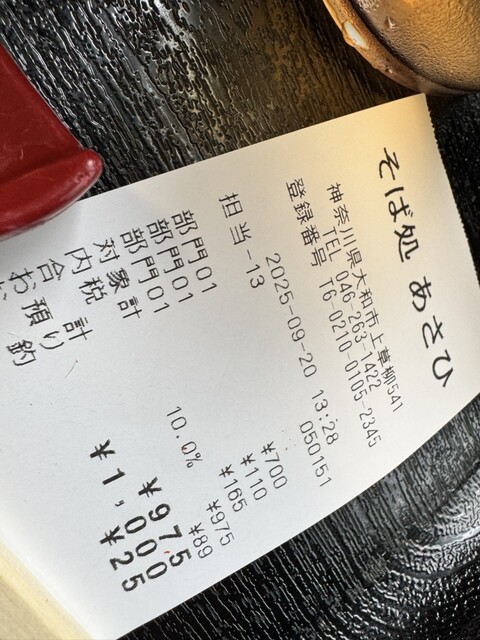 そば処 あさひ
神奈川県大和市上草柳541
TEL 046-263-1422
登録番号 T6-0210-0105-2345
2025-09-20 13:28
担当-13 050151
部門01 ¥700
部門01 ¥110
部門01 ¥165
対象計 10.0% ¥975
内税 ¥89
合計 ¥975
お預り ¥1,000
お釣 ¥25